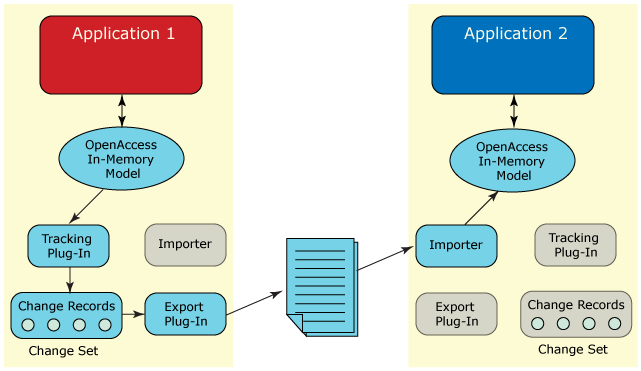 Application 1
OpenAccess
In-Memory
Model
Tracking
Plug-In
Importer
Change Records
Export
Plug-In
Change Set
Application 2
OpenAccess
In-Memory
Model
Importer
Tracking
Plug-In
Export
Plug-In
Change Records
Change Set